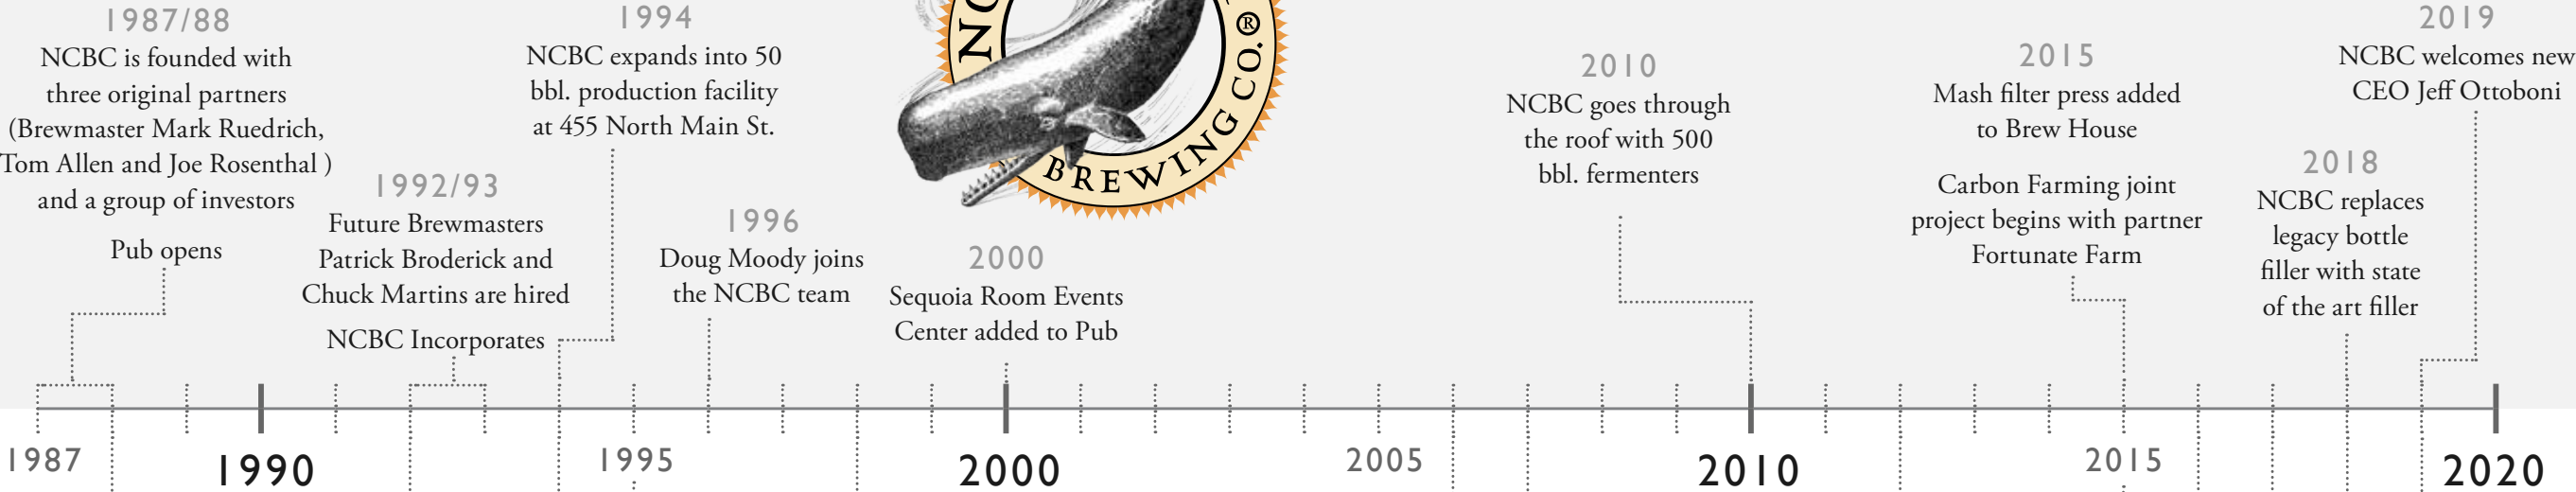 1987/88
NCBC is founded with
three original partners
(Brewmaster Mark Ruedrich,
Tom Allen and Joe Rosenthal )
and a group of investors
Pub opens
1992/93
Future Brewmasters
Patrick Broderick and
Chuck Martins are hired
NCBC Incorporates
1994
NCBC expands into 50
bbl. production facility
at 455 North Main St.
1996
Doug Moody joins
the NCBC team
BREWING CO.®
2000
Sequoia Room Events
Center added to Pub
2010
NCBC goes through
the roof with 500
bbl. fermenters
2015
Mash filter press added
to Brew House
Carbon Farming joint
project begins with partner
Fortunate Farm
2018
NCBC replaces
legacy bottle
filler with state
of the art filler
2019
NCBC welcomes new
CEO Jeff Ottoboni
1987 1990 1995 2000 2005 2010 2015 2020